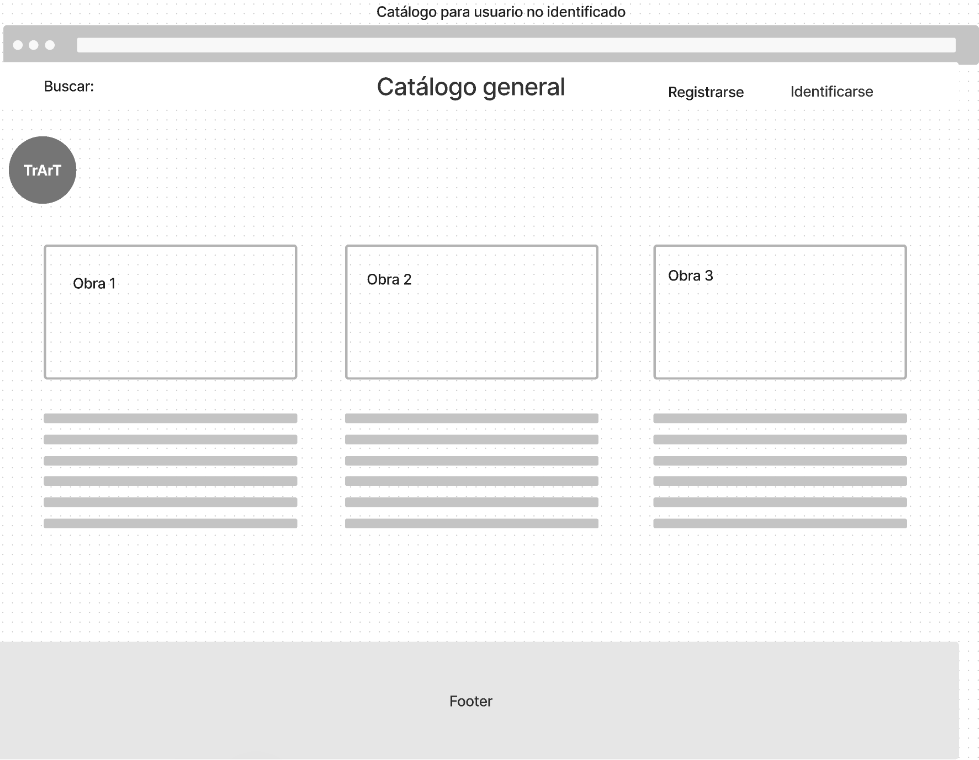 Catálogo para usuario no identificado
Buscar:
Catálogo general
Registrarse
Identificarse
TrArT
Obra 1
Obra 2
Obra 3
Footer